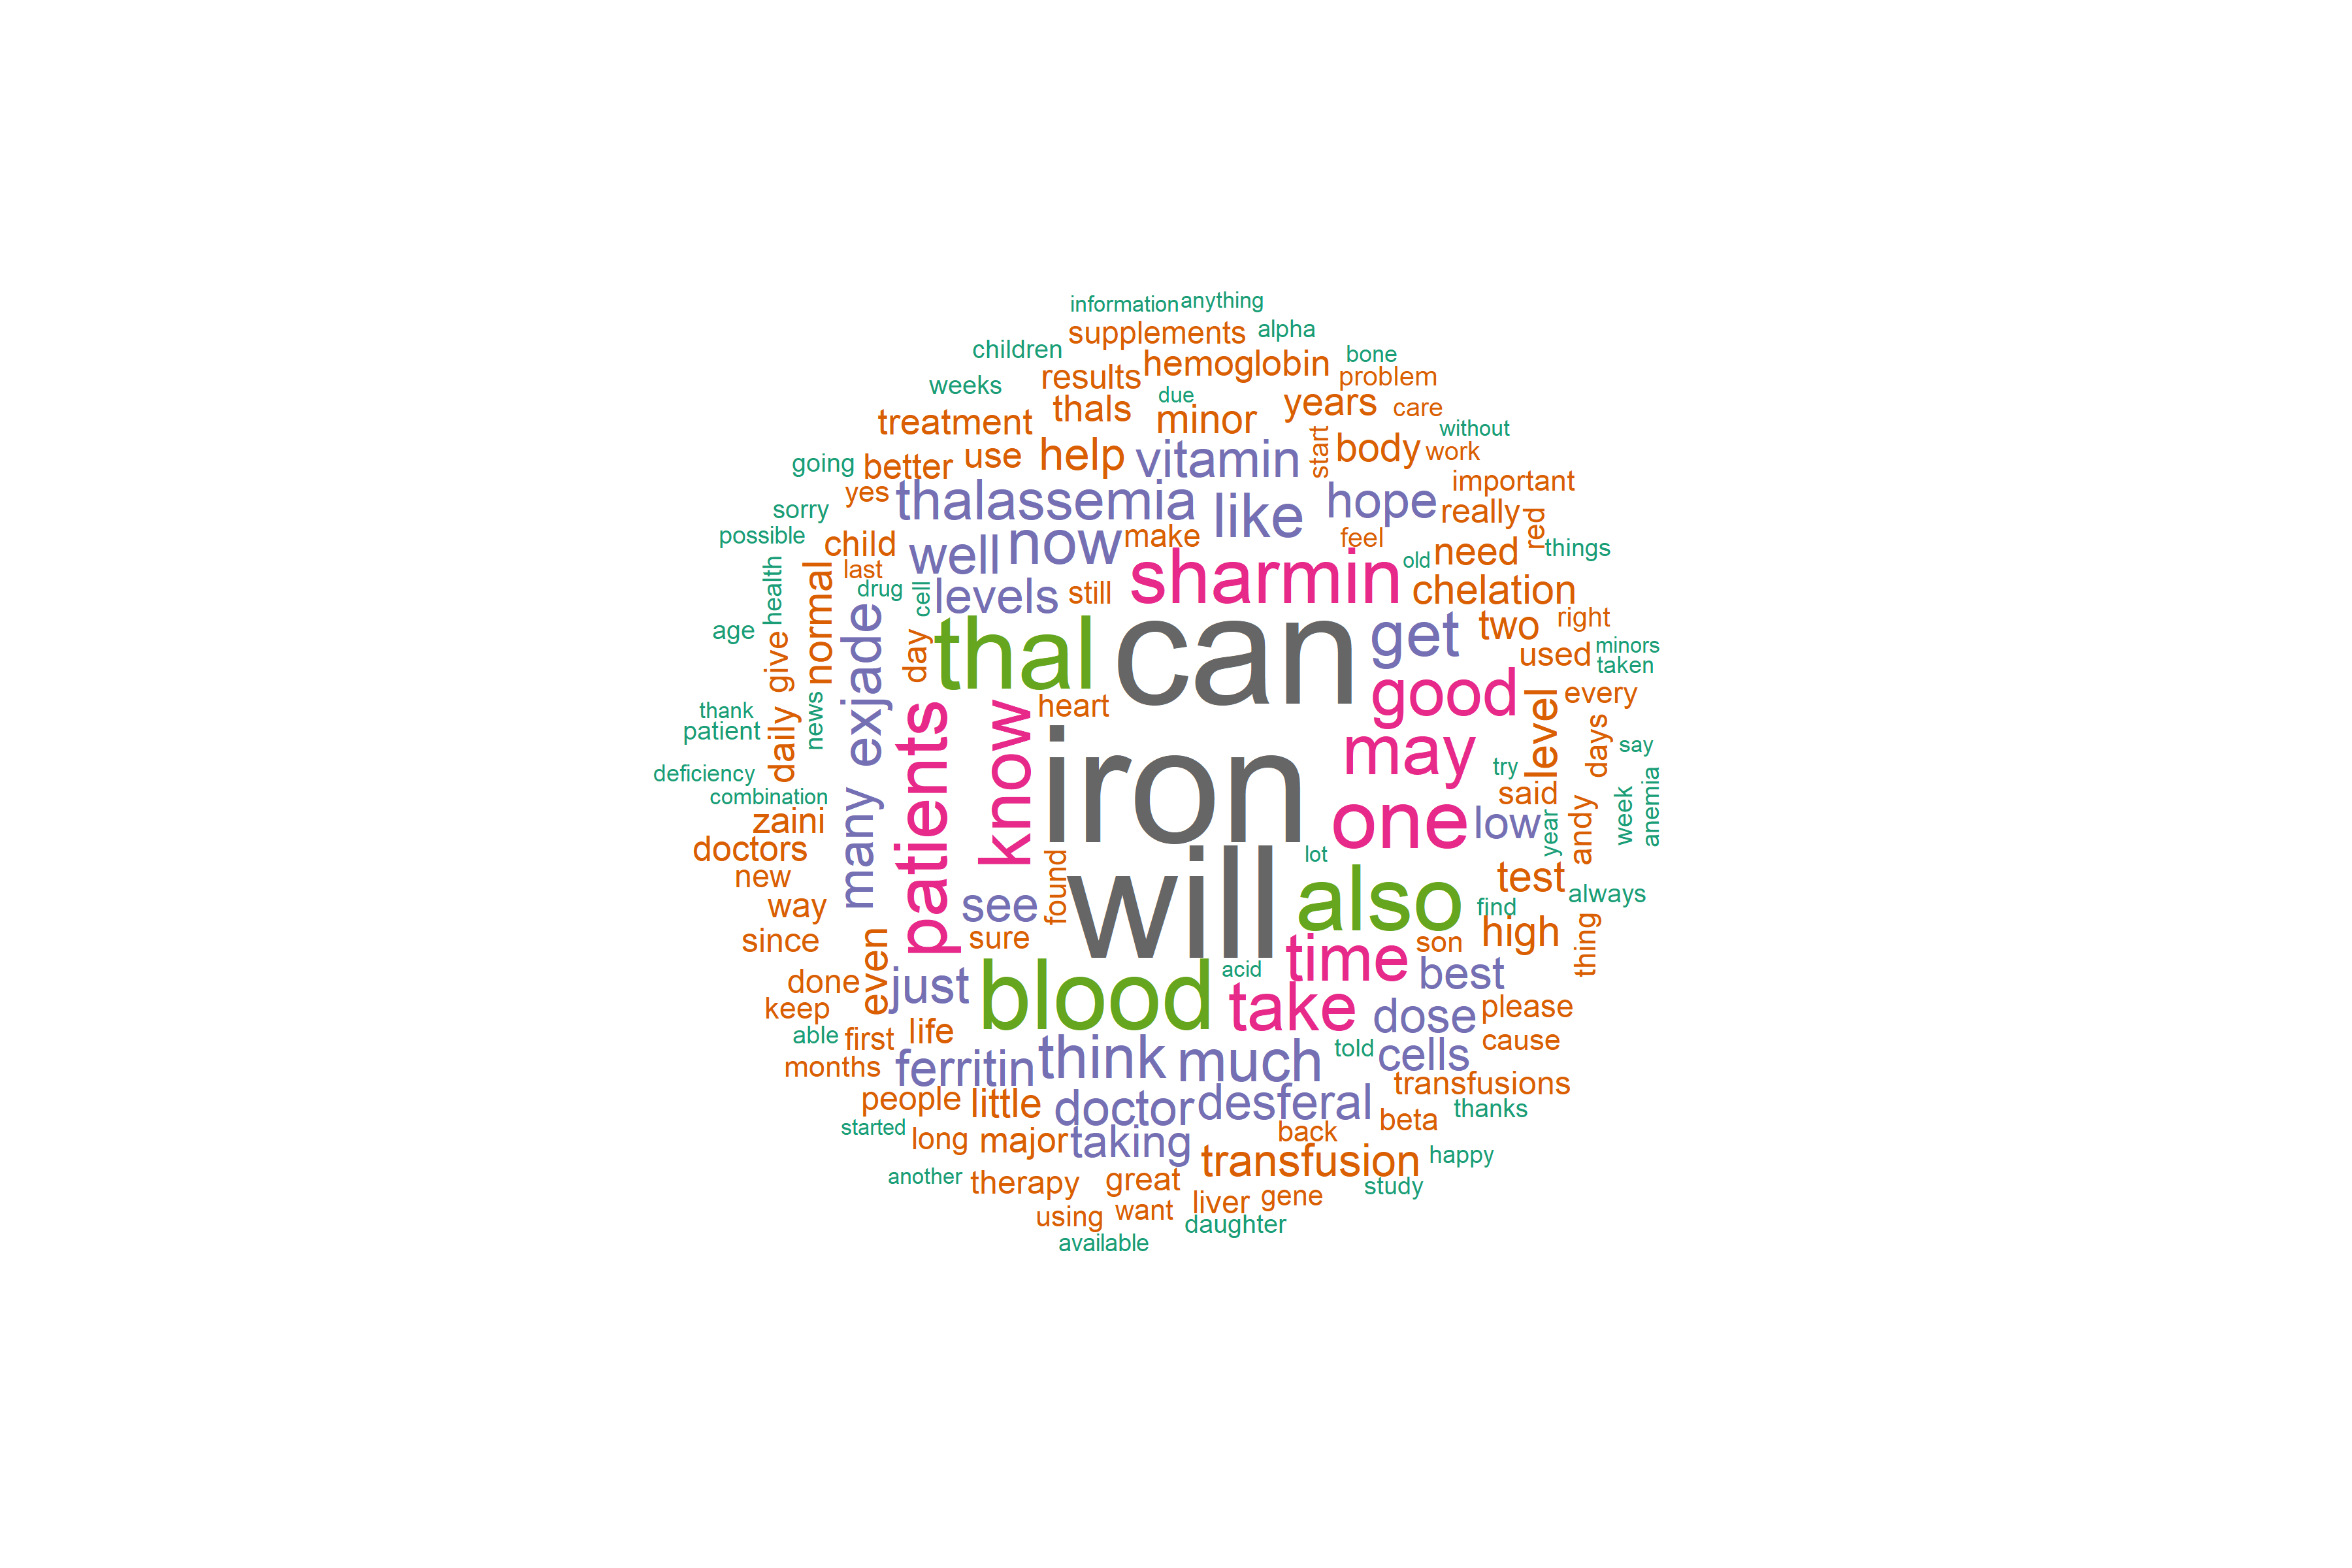 information
anything
supplements
alpha
children
hemoglobin
bone
results
problem
weeks
due
thals
minor
years
care
treatment
start
without
help
use
vitamin
body
work
going
better
yes
thalassemia
like
hope
important
sorry
really
red
possible
child
well
now
make
feel
need
things
last
health
normal
drug
cell
levels
still
sharmin
old
chelation
age
give
exjade
day
thal
can
get
two
right
used
minors
taken
thank
patient
news
daily
patients
know
heart
good
level
every
days
deficiency
combination
iron
may
try
say
said
zaini
many
one
low
year
andy
week
anemia
doctors
new
found
will
lot
test
always
way
see
also
find
since
even
sure
time
son
high
thing
done
keep
just
blood
acid
take
best
able
first
life
dose
please
months
ferritin
think
much
told
cells
cause
people
little
doctor
desferal
transfusions
beta
thanks
started
long
major
taking
back
transfusion
happy
another
therapy
great
study
using
want
liver
gene
daughter
available